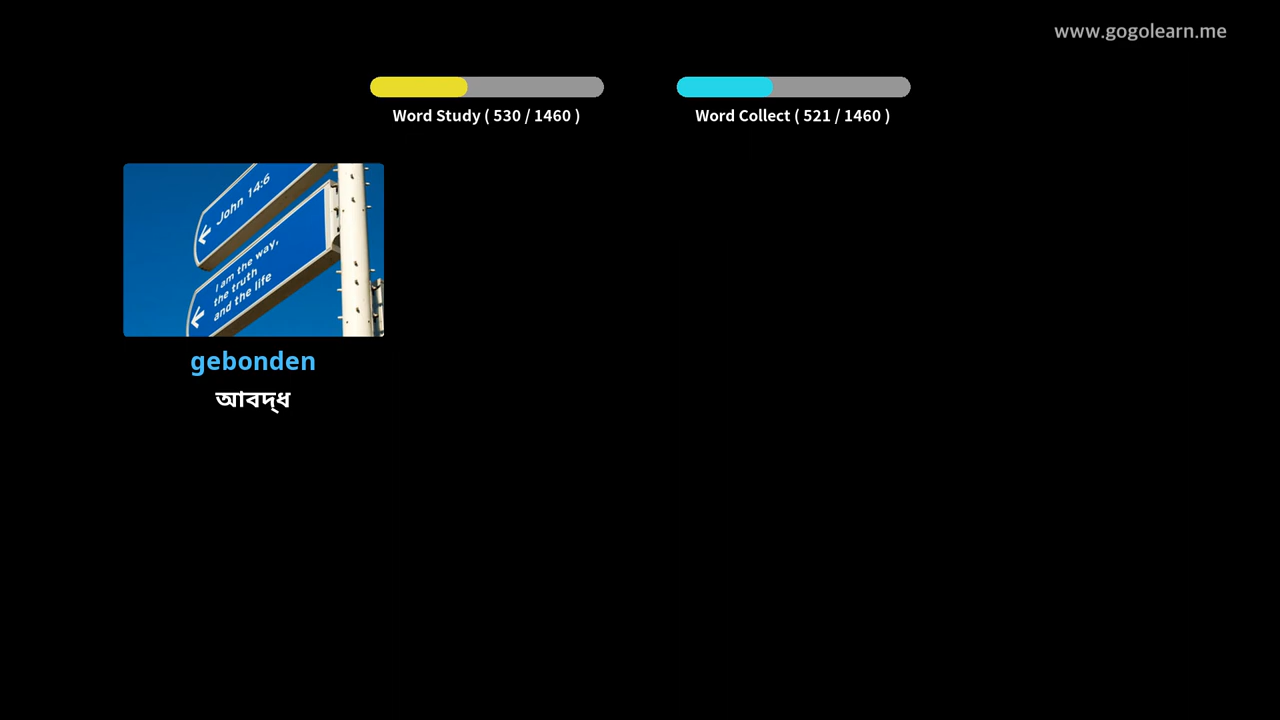 www.gogolearn.me
Word Study ( 530 / 1460 )
Word Collect ( 521 / 1460 )
John 14:6
I am the way,
the truth
and the life
gebonden
আবদ্ধ